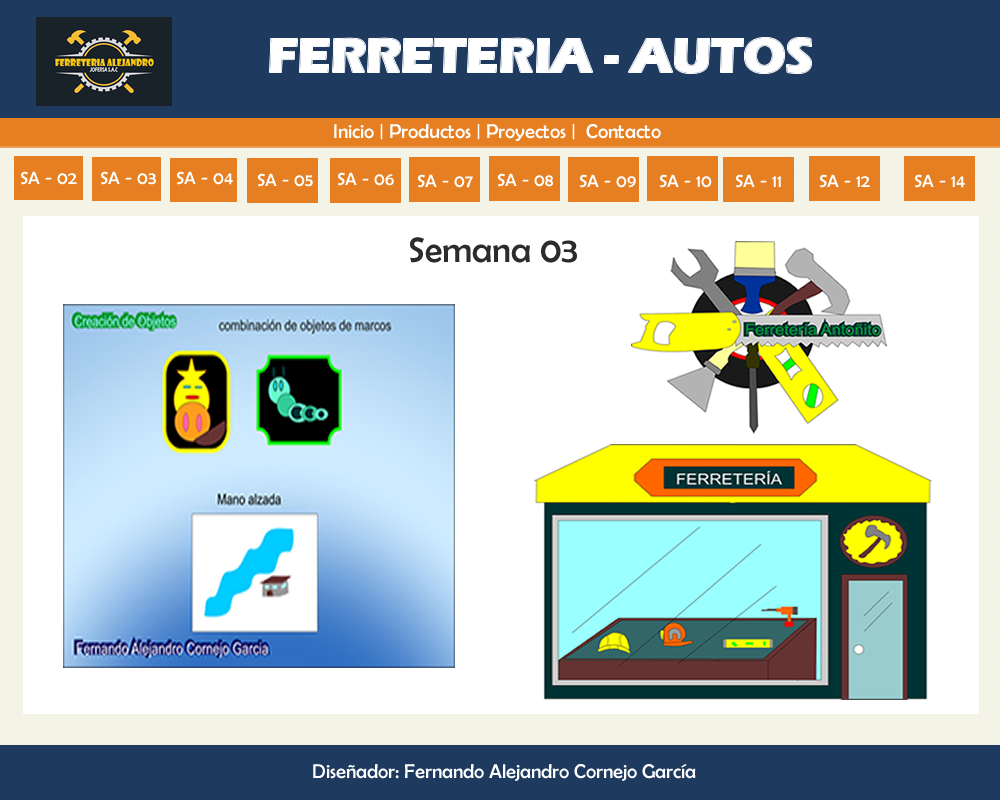 FERRETERIA ALEJANDRO
JOFERSA S.A.C
FERRETERIA - AUTOS
Inicio | Productos | Proyectos | Contacto
SA - 02
SA - 03
SA - 04
SA - 05
SA - 06
SA - 07
SA - 08
SA - 09
SA - 10
SA - 11
SA - 12
SA - 14
Semana 03
Creación de Objetos
combinación de objetos de marcos
Mano alzada
Fernando Alejandro Cornejo Garcia
Ferretería Antoñito
FERRETERÍA
Diseñador: Fernando Alejandro Cornejo García